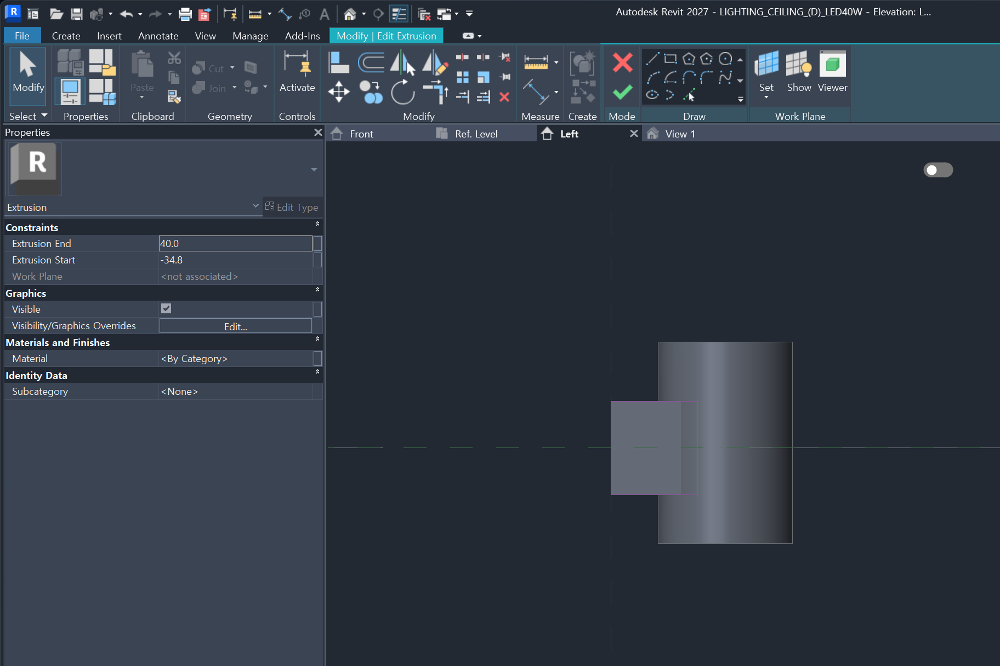 R
Autodesk Revit 2027 - LIGHTING_CEILING_(D)_LED40W - Elevation: L...
A
File Create Insert Annotate View Manage Add-Ins Modify | Edit Extrusion
Modify
Paste
Cut
Join
Activate
Set Show Viewer
Select Properties Clipboard Geometry Controls Modify Measure Create Mode Draw Work Plane
Properties
Front Ref. Level Left View 1
R
Extrusion Edit Type
Constraints
Extrusion End 40.0
Extrusion Start -34.8
Work Plane <not associated>
Graphics
Visible
Visibility/Graphics Overrides Edit...
Materials and Finishes
Material <By Category>
Identity Data
Subcategory <None>